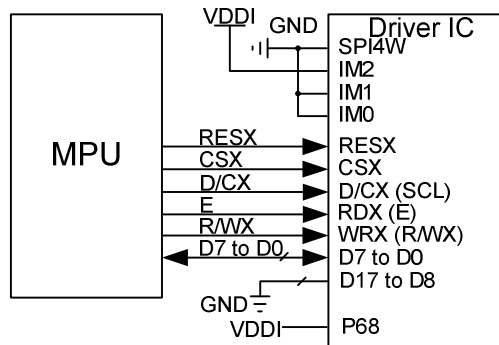 VDDI
GND
Driver IC
SPI4W
IM2
IM1
IM0
MPU
RESX
RESX
CSX
CSX
D/CX
D/CX (SCL)
E
RDX (E)
R/WX
WRX (R/WX)
D7 to D0
D7 to D0
D17 to D8
GND
VDDI
P68